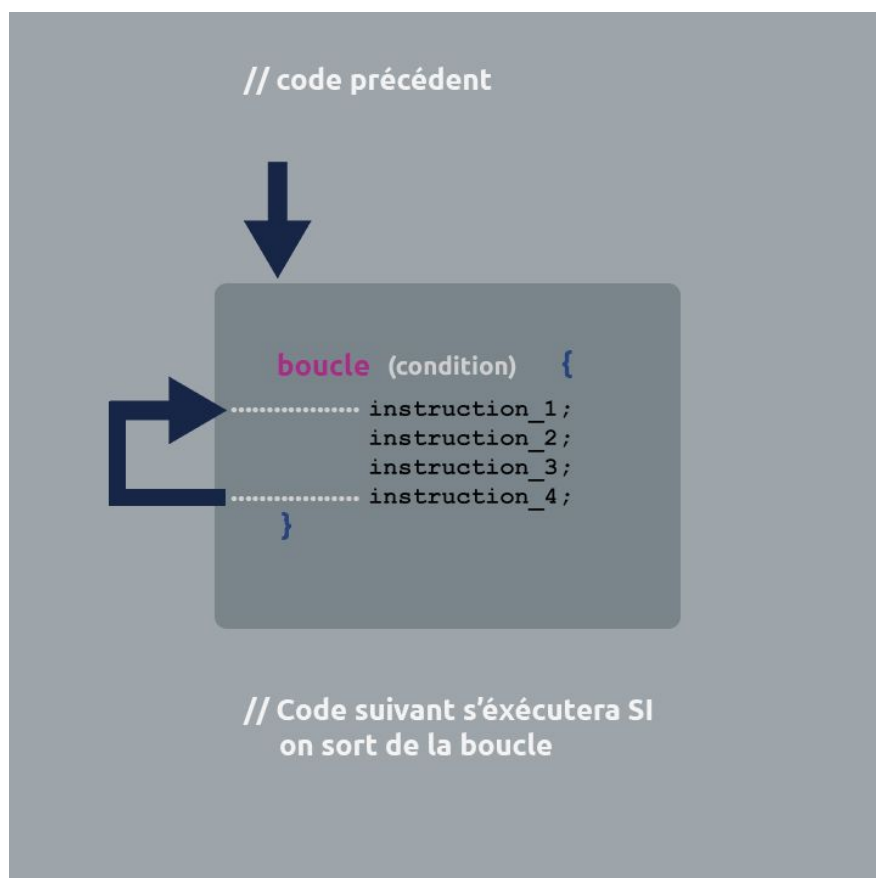 // code précédent
boucle (condition) {
instruction_1;
instruction_2;
instruction_3;
instruction_4;
}
// Code suivant s'éxécutera SI
on sort de la boucle